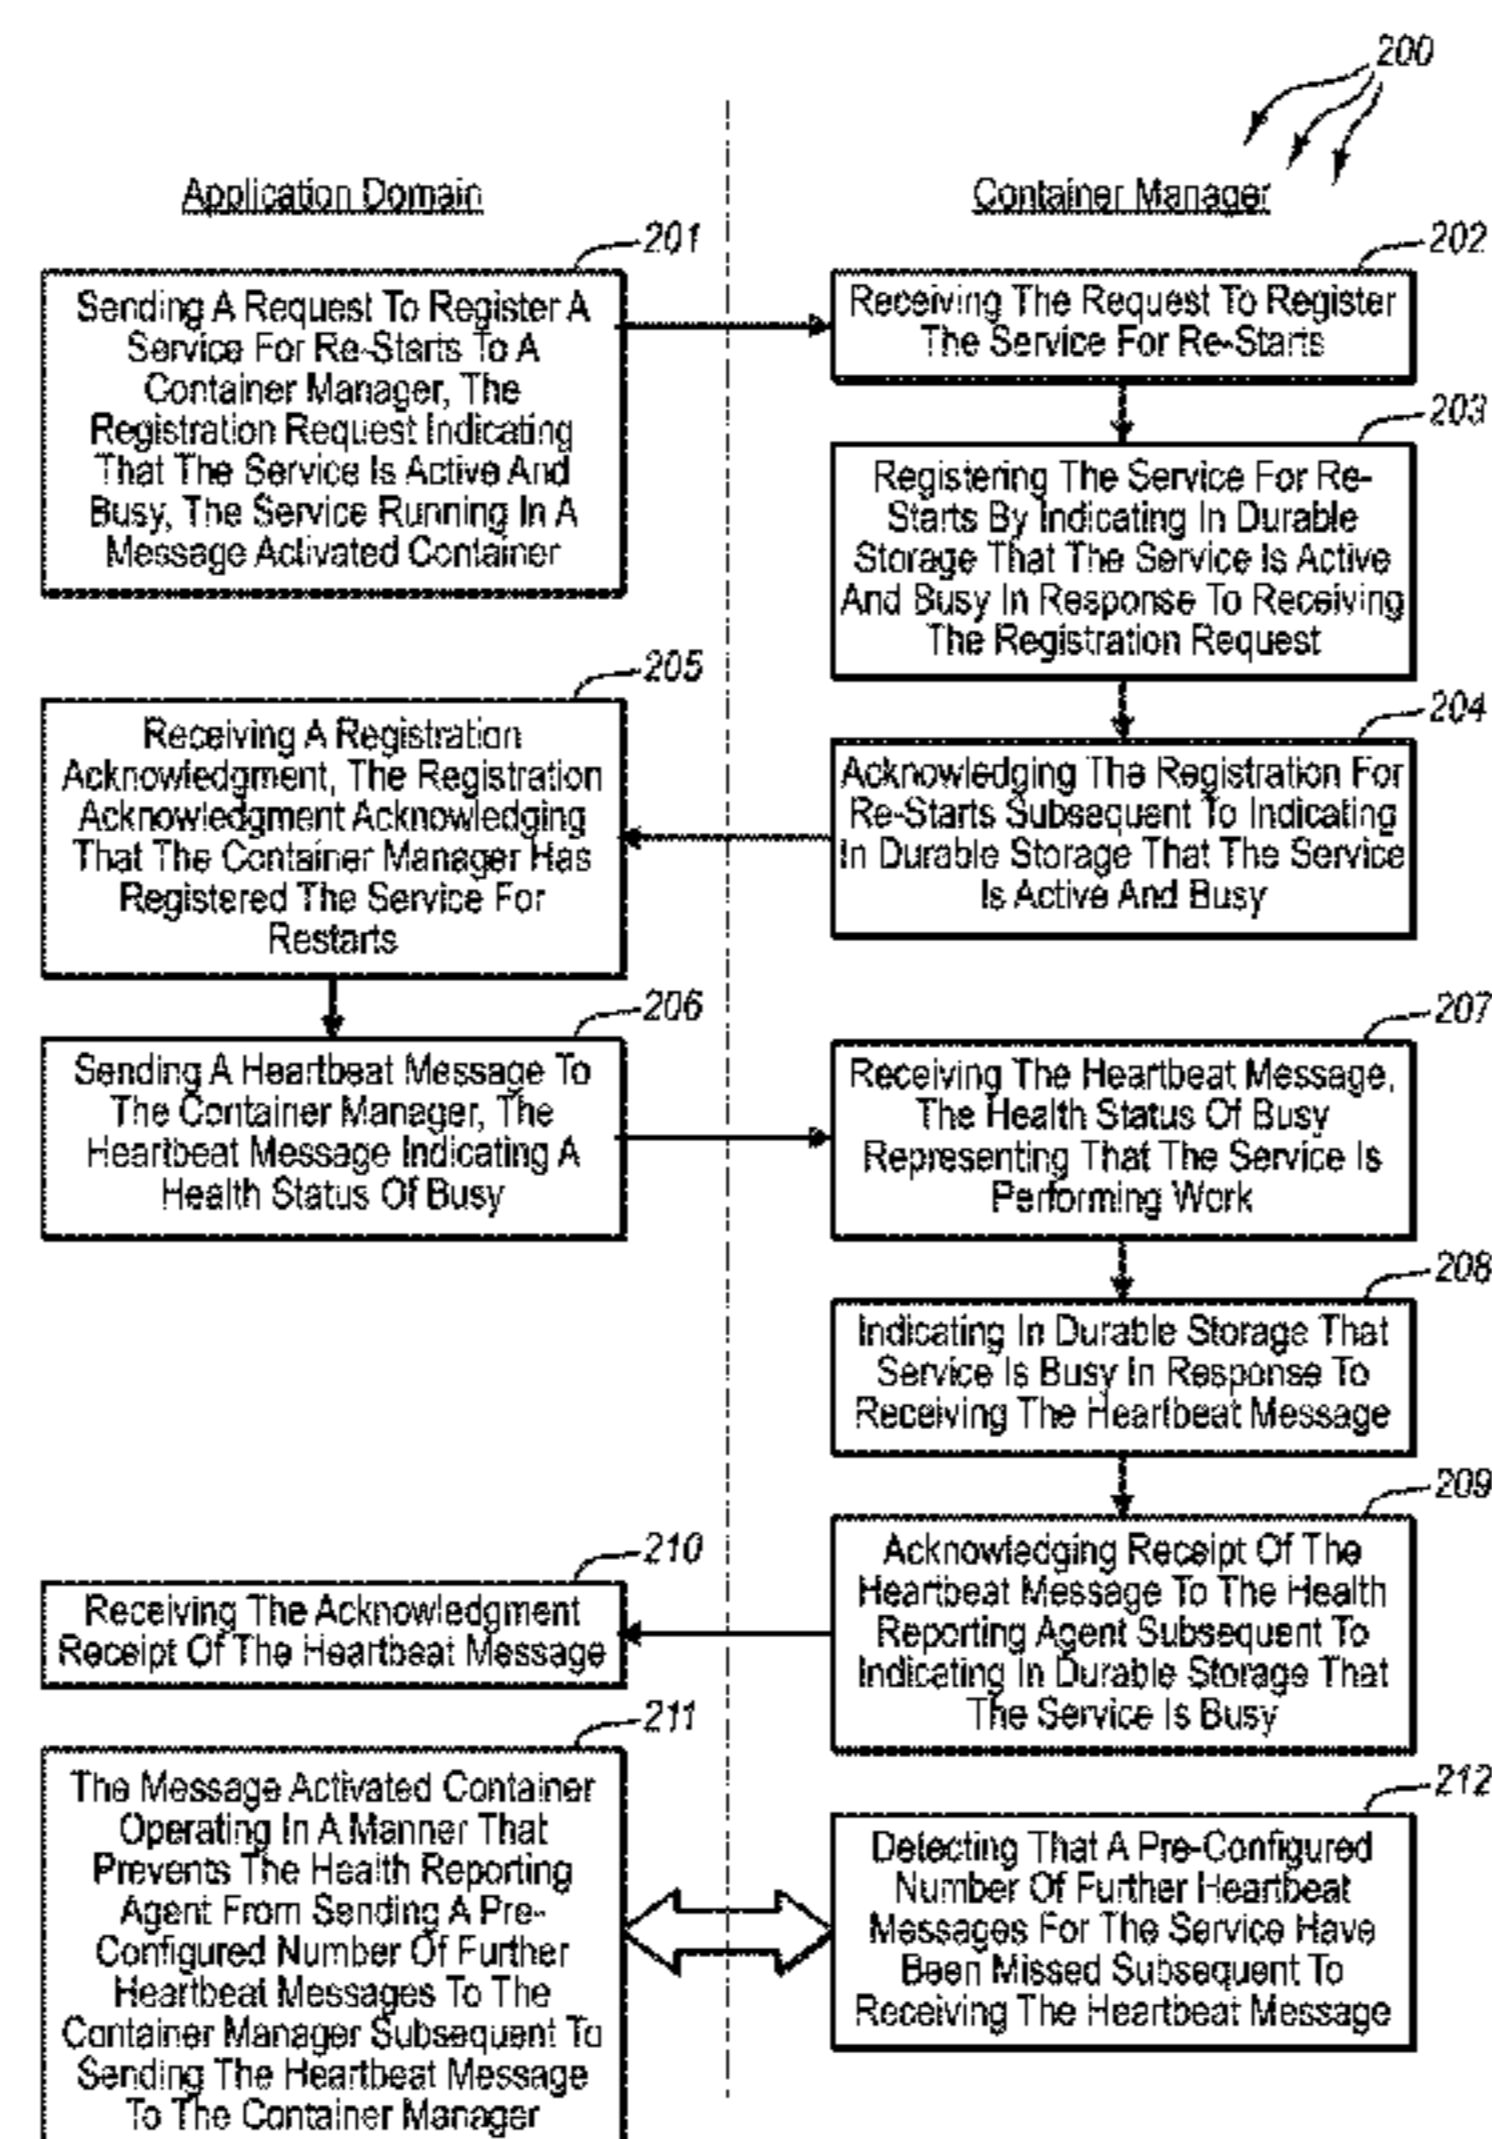 200
Application Domain
Container Manager
201
Sending A Request To Register A
Service For Re-Starts To A
Container Manager, The
Registration Request Indicating
That The Service Is Active And
Busy, The Service Running In A
Message Activated Container
202
Receiving The Request To Register
The Service For Re-Starts
203
Registering The Service For Re-
Starts By Indicating In Durable
Storage That The Service Is Active
And Busy In Response To Receiving
The Registration Request
204
Acknowledging The Registration For
Re-Starts Subsequent To Indicating
In Durable Storage That The Service
Is Active And Busy
205
Receiving A Registration
Acknowledgment, The Registration
Acknowledgment Acknowledging
That The Container Manager Has
Registered The Service For
Restarts
206
Sending A Heartbeat Message To
The Container Manager, The
Heartbeat Message Indicating A
Health Status Of Busy
207
Receiving The Heartbeat Message,
The Health Status Of Busy
Representing That The Service Is
Performing Work
208
Indicating In Durable Storage That
Service Is Busy In Response To
Receiving The Heartbeat Message
209
Acknowledging Receipt Of The
Heartbeat Message To The Health
Reporting Agent Subsequent To
Indicating In Durable Storage That
The Service Is Busy
210
Receiving The Acknowledgment
Receipt Of The Heartbeat Message
211
The Message Activated Container
Operating In A Manner That
Prevents The Health Reporting
Agent From Sending A Pre-
Configured Number Of Further
Heartbeat Messages To The
Container Manager Subsequent To
Sending The Heartbeat Message
To The Container Manager
212
Detecting That A Pre-Configured
Number Of Further Heartbeat
Messages For The Service Have
Been Missed Subsequent To
Receiving The Heartbeat Message